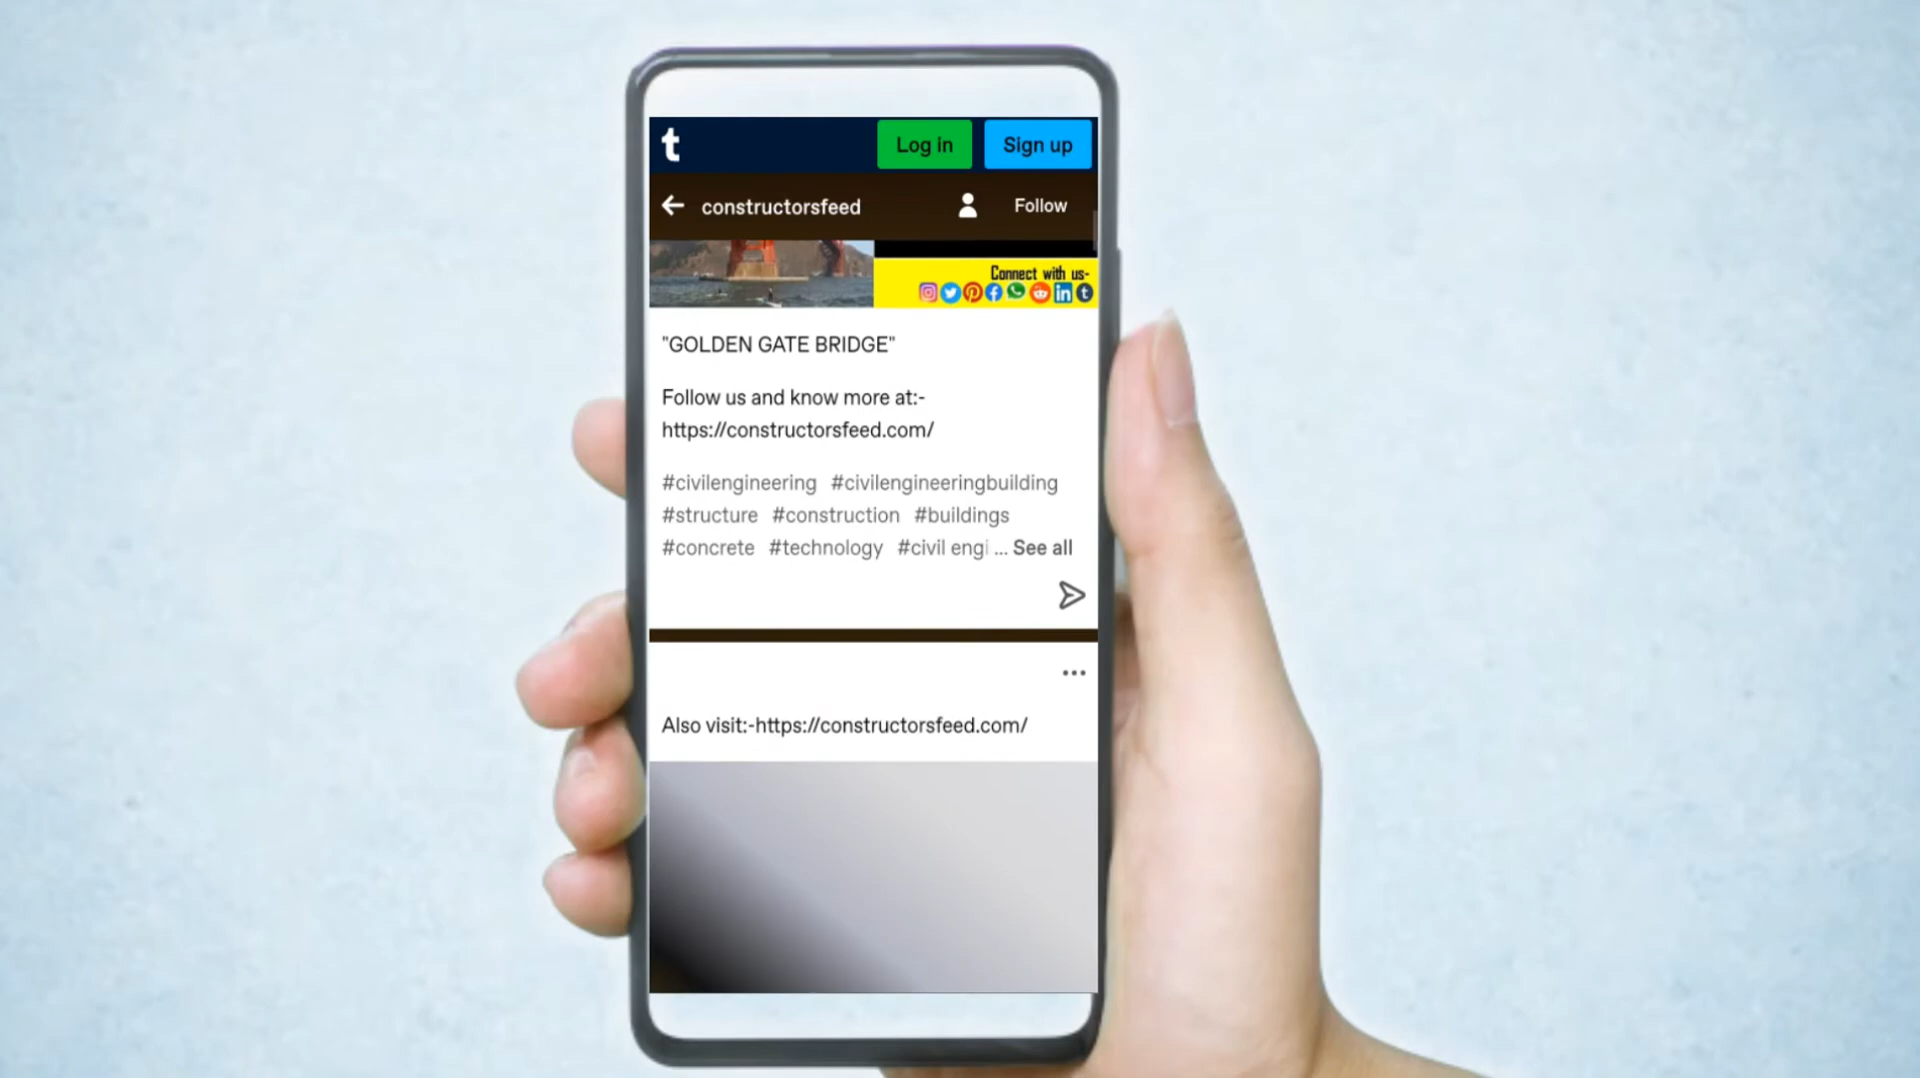 t
Log in
Sign up
constructorsfeed
Follow
Connect with us-
"GOLDEN GATE BRIDGE"
Follow us and know more at:-
https://constructorsfeed.com/
#civilengineering #civilengineeringbuilding
#structure #construction #buildings
#concrete #technology #civil engi ... See all
Also visit:-https://constructorsfeed.com/